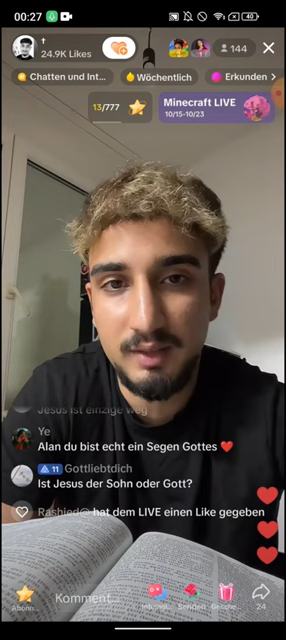 00:27
40
†
24.9K Likes
144
Chatten und Int...
Wöchentlich
Erkunden
13/777
Minecraft LIVE
10/15-10/23
Jesus ist einzige weg
Ye
Alan du bist echt ein Segen Gottes ❤️
11 Gottliebtdich
Ist Jesus der Sohn oder Gott?
Rashied@ hat dem LIVE einen Like gegeben
Abonn...
Komment...
Senden
Gesche...
24